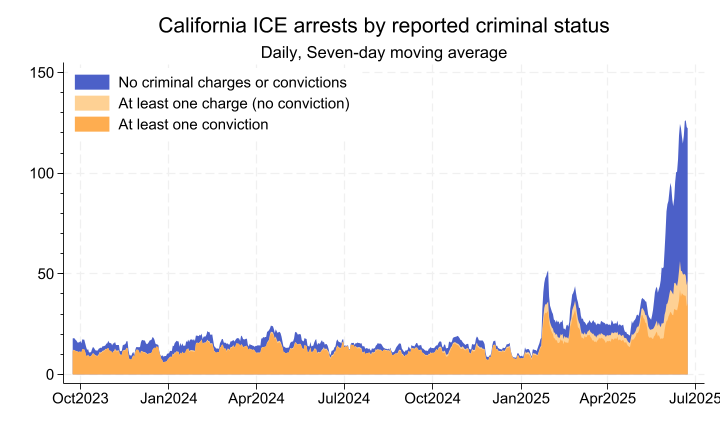 California ICE arrests by reported criminal status
Daily, Seven-day moving average
150
No criminal charges or convictions
At least one charge (no conviction)
At least one conviction
100
50
0
Oct2023 Jan2024 Apr2024 Jul2024 Oct2024 Jan2025 Apr2025 Jul2025